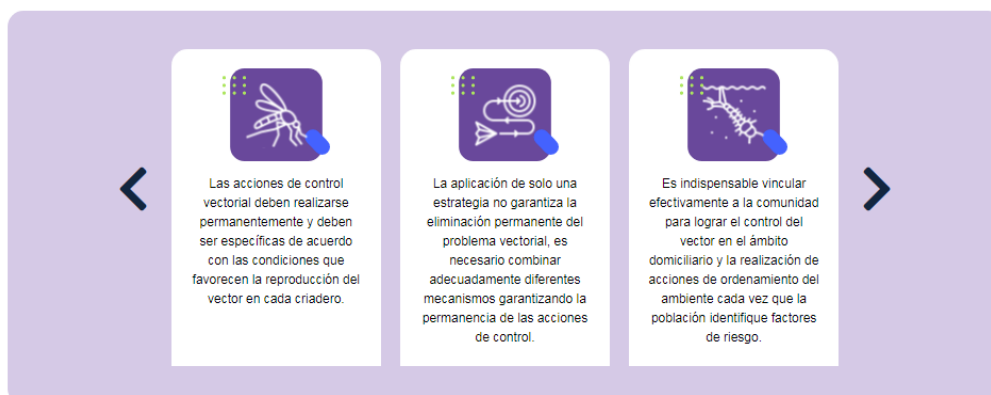 Las acciones de control
vectorial deben realizarse
permanentemente y deben
ser específicas de acuerdo
con las condiciones que
favorecen la reproducción del
vector en cada criadero.
La aplicación de solo una
estrategia no garantiza la
eliminación permanente del
problema vectorial, es
necesario combinar
adecuadamente diferentes
mecanismos garantizando la
permanencia de las acciones
de control.
Es indispensable vincular
efectivamente a la comunidad
para lograr el control del
vector en el ámbito
domiciliario y la realización de
acciones de ordenamiento del
ambiente cada vez que la
población identifique factores
de riesgo.